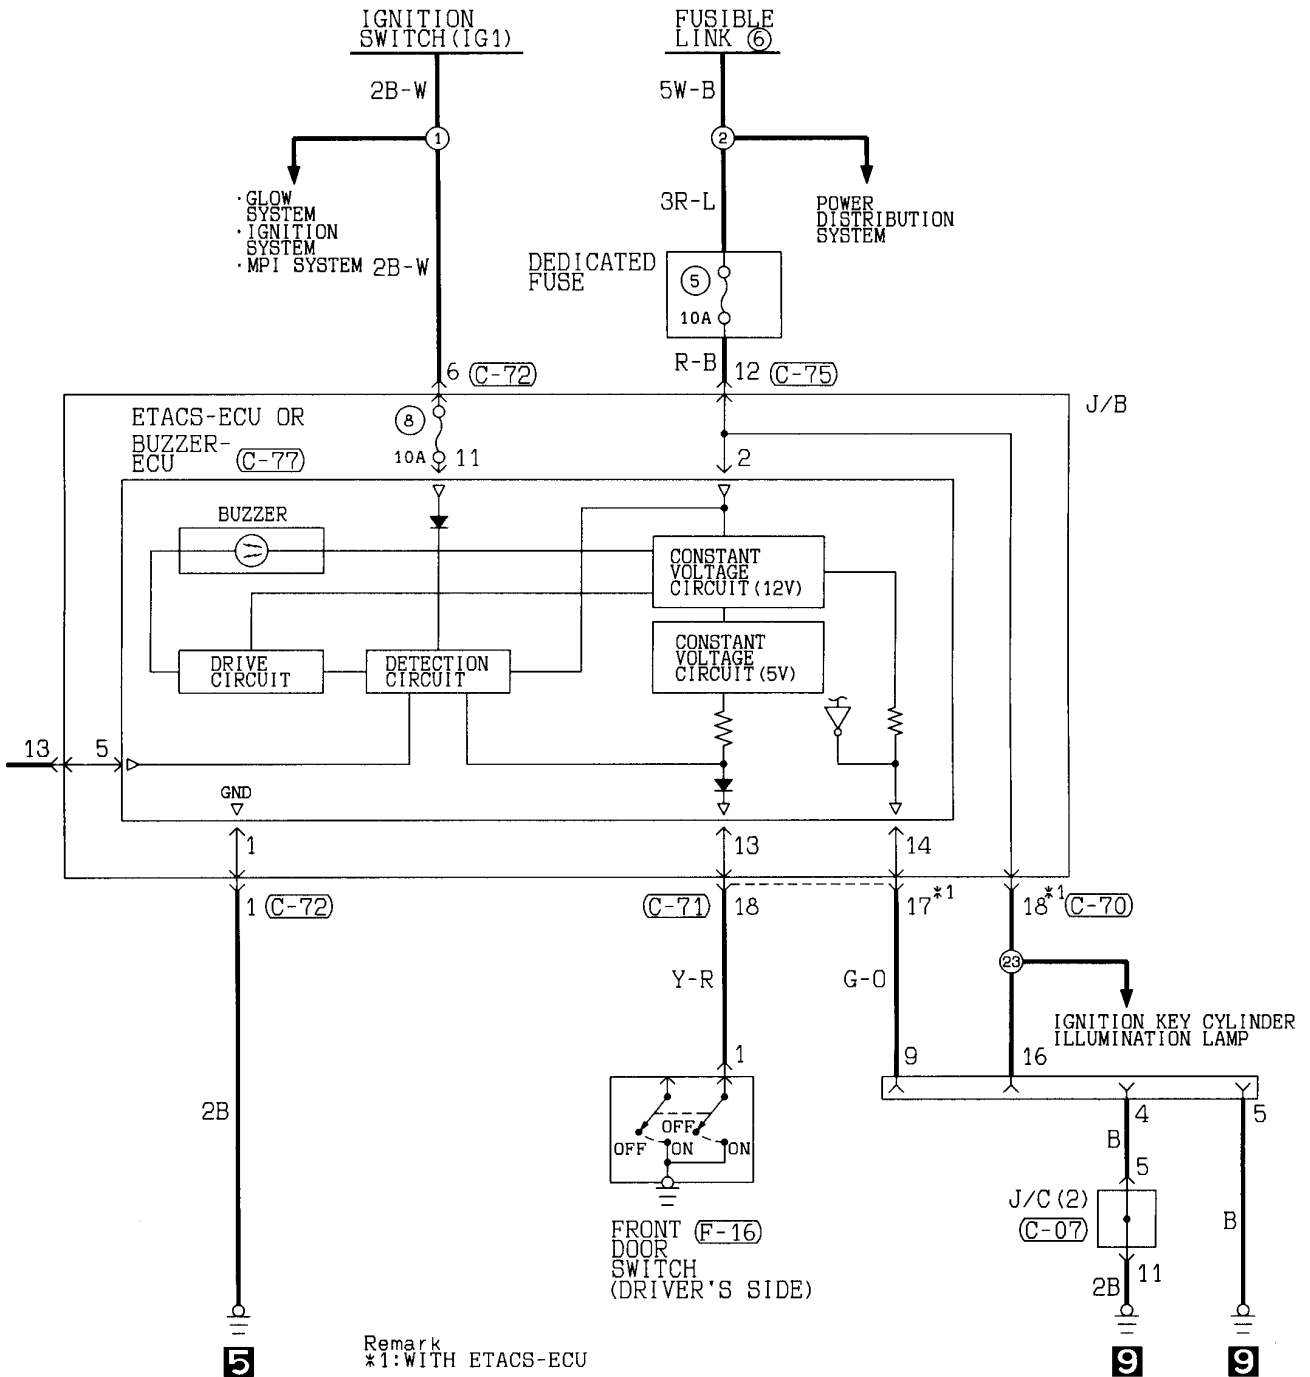 IGNITION
SWITCH(IG1)
FUSIBLE
LINK ⑥
2B-W
5W-B
1
2
·GLOW
SYSTEM
·IGNITION
SYSTEM
·MPI SYSTEM
2B-W
3R-L
POWER
DISTRIBUTION
SYSTEM
DEDICATED
FUSE
5
10A
R-B
6 C-72
12 C-75
J/B
ETACS-ECU OR
BUZZER-
ECU
C-77
8
10A
11
2
BUZZER
CONSTANT
VOLTAGE
CIRCUIT(12V)
CONSTANT
VOLTAGE
CIRCUIT(5V)
DRIVE
CIRCUIT
DETECTION
CIRCUIT
13
5
GND
1
13
14
1 C-72
C-71 18
17*1
18*1 C-70
23
Y-R
G-O
IGNITION KEY CYLINDER
ILLUMINATION LAMP
1
9
16
2B
OFF
OFF
ON
ON
4
5
B
5
J/C(2)
C-07
B
11
2B
FRONT F-16
DOOR
SWITCH
(DRIVER'S SIDE)
5
9
9
Remark
*1:WITH ETACS-ECU